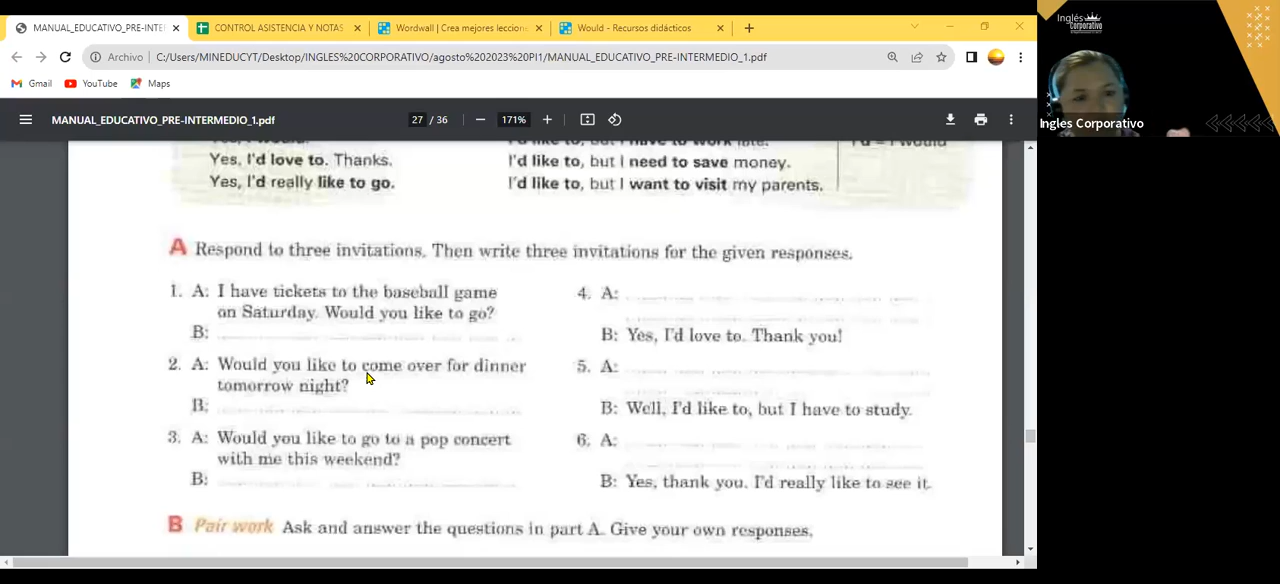 MANUAL_EDUCATIVO_PRE-INTE
CONTROL ASISTENCIA Y NOTAS
Wordwall | Crea mejores leccione
Would - Recursos didácticos
Archivo
C:/Users/MINEDUCYT/Desktop/INGLES%20CORPORATIVO/agosto%202023%20PI1/MANUAL_EDUCATIVO_PRE-INTERMEDIO_1.pdf
Gmail
YouTube
Maps
MANUAL_EDUCATIVO_PRE-INTERMEDIO_1.pdf
27 / 36
171%
Yes, I'd love to. Thanks.
I'd like to, but I need to save money.
Yes, I'd really like to go.
I'd like to, but I want to visit my parents.
A Respond to three invitations. Then write three invitations for the given responses.
1. A: I have tickets to the baseball game
on Saturday. Would you like to go?
B:
2. A: Would you like to come over for dinner
tomorrow night?
B:
3. A: Would you like to go to a pop concert
with me this weekend?
B:
4. A:
B: Yes, I'd love to. Thank you!
5. A:
B: Well, I'd like to, but I have to study.
6. A:
B: Yes, thank you. I'd really like to see it.
B Pair work Ask and answer the questions in part A. Give your own responses.
Inglés
Corporativo
Ingles Corporativo